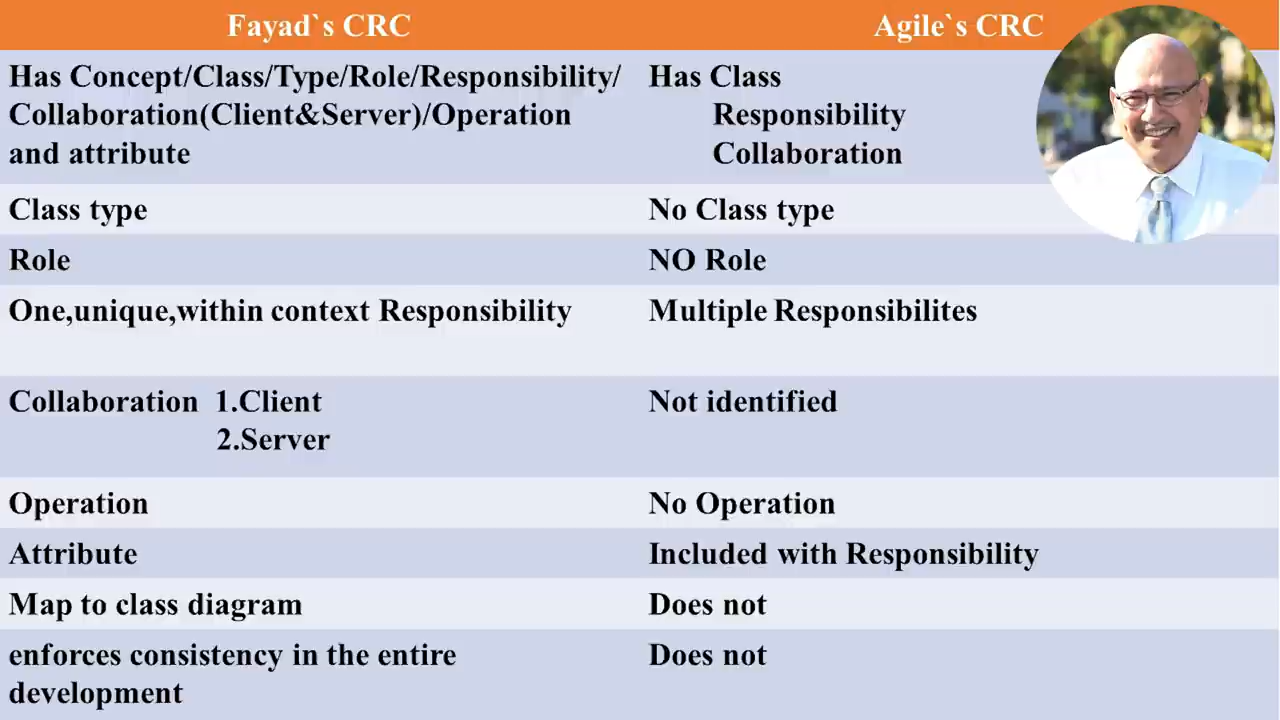 Fayad`s CRC
Agile`s CRC
Has Concept/Class/Type/Role/Responsibility/
Collaboration(Client&Server)/Operation
and attribute
Has Class
Responsibility
Collaboration
Class type
No Class type
Role
NO Role
One,unique,within context Responsibility
Multiple Responsibilites
Collaboration 1.Client
2.Server
Not identified
Operation
No Operation
Attribute
Included with Responsibility
Map to class diagram
Does not
enforces consistency in the entire
development
Does not